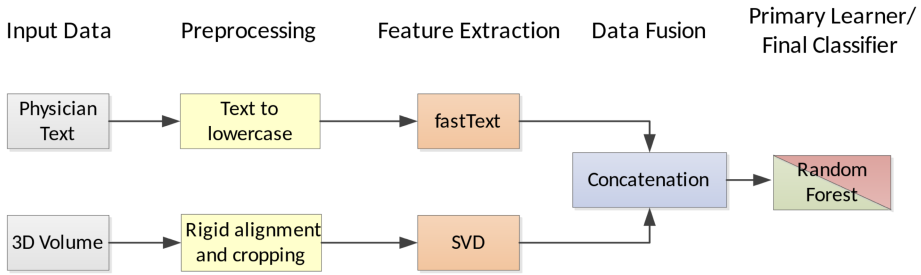 Input Data
Preprocessing
Feature Extraction
Data Fusion
Primary Learner/
Final Classifier
Physician
Text
Text to
lowercase
fastText
Concatenation
Random
Forest
3D Volume
Rigid alignment
and cropping
SVD